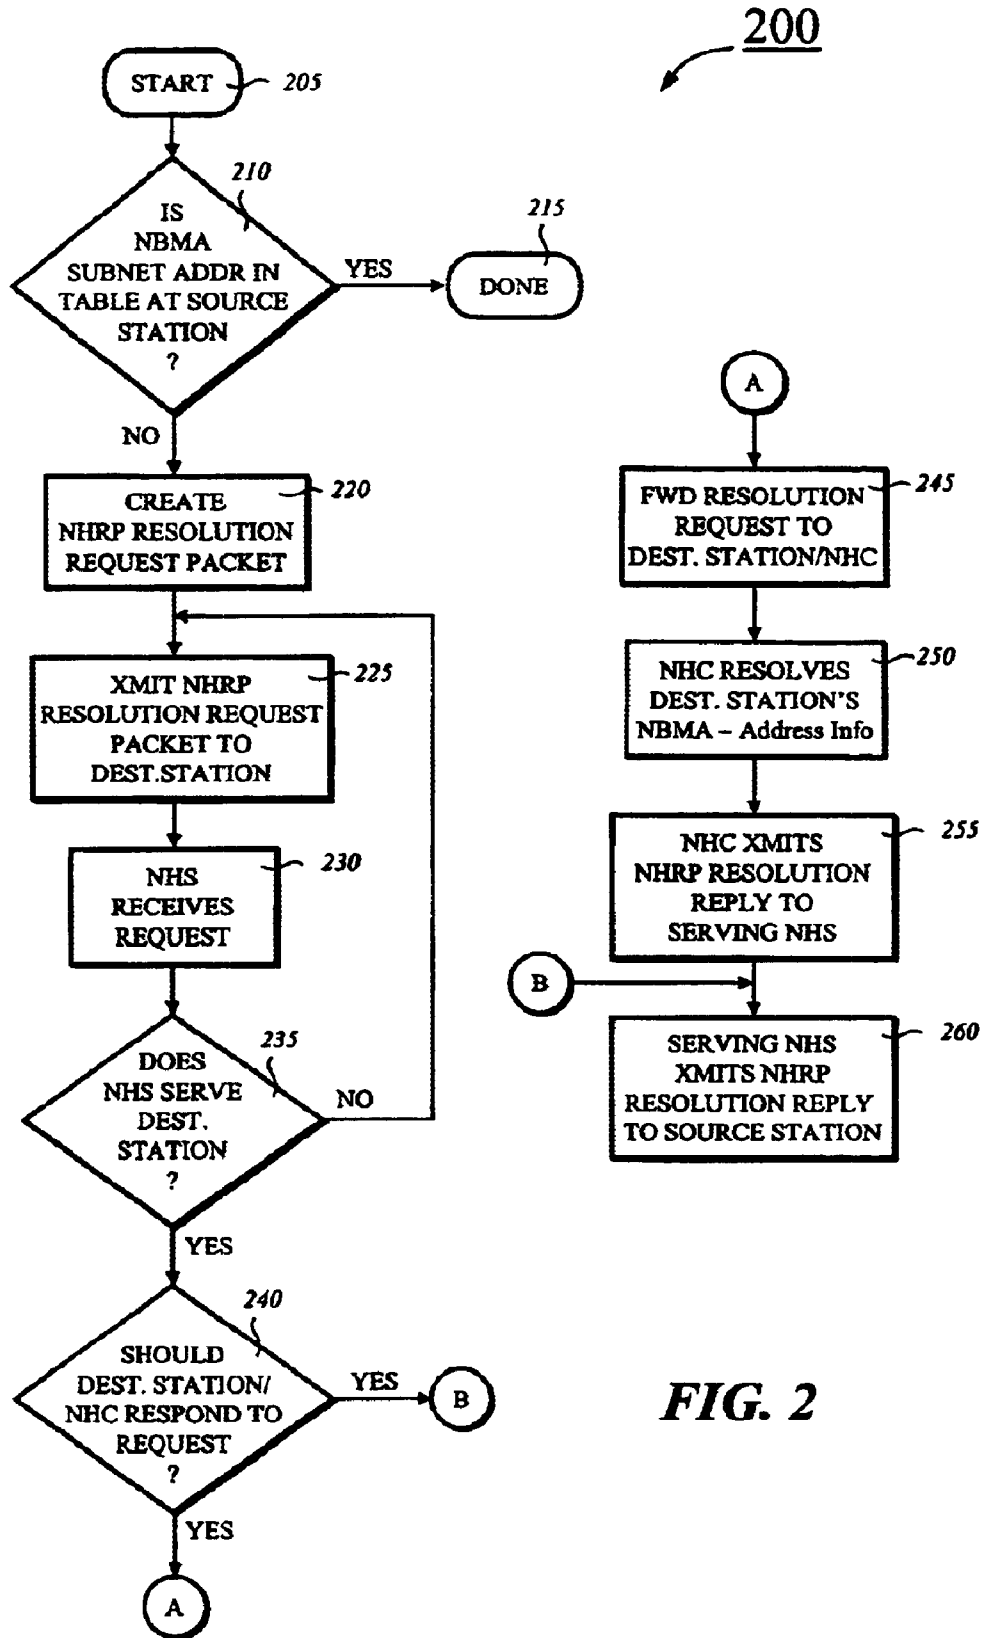 200
START
205
210
IS
NBMA
SUBNET ADDR IN
TABLE AT SOURCE
STATION
?
YES
215
DONE
NO
CREATE
NHRP RESOLUTION
REQUEST PACKET
220
XMIT NHRP
RESOLUTION REQUEST
PACKET TO
DEST.STATION
225
NHS
RECEIVES
REQUEST
230
235
DOES
NHS SERVE
DEST.
STATION
?
NO
YES
240
SHOULD
DEST. STATION/
NHC RESPOND TO
REQUEST
?
YES
B
YES
A
A
FWD RESOLUTION
REQUEST TO
DEST. STATION/NHC
245
NHC RESOLVES
DEST. STATION'S
NBMA – Address Info
250
NHC XMITS
NHRP RESOLUTION
REPLY TO
SERVING NHS
255
B
SERVING NHS
XMITS NHRP
RESOLUTION REPLY
TO SOURCE STATION
260
FIG. 2